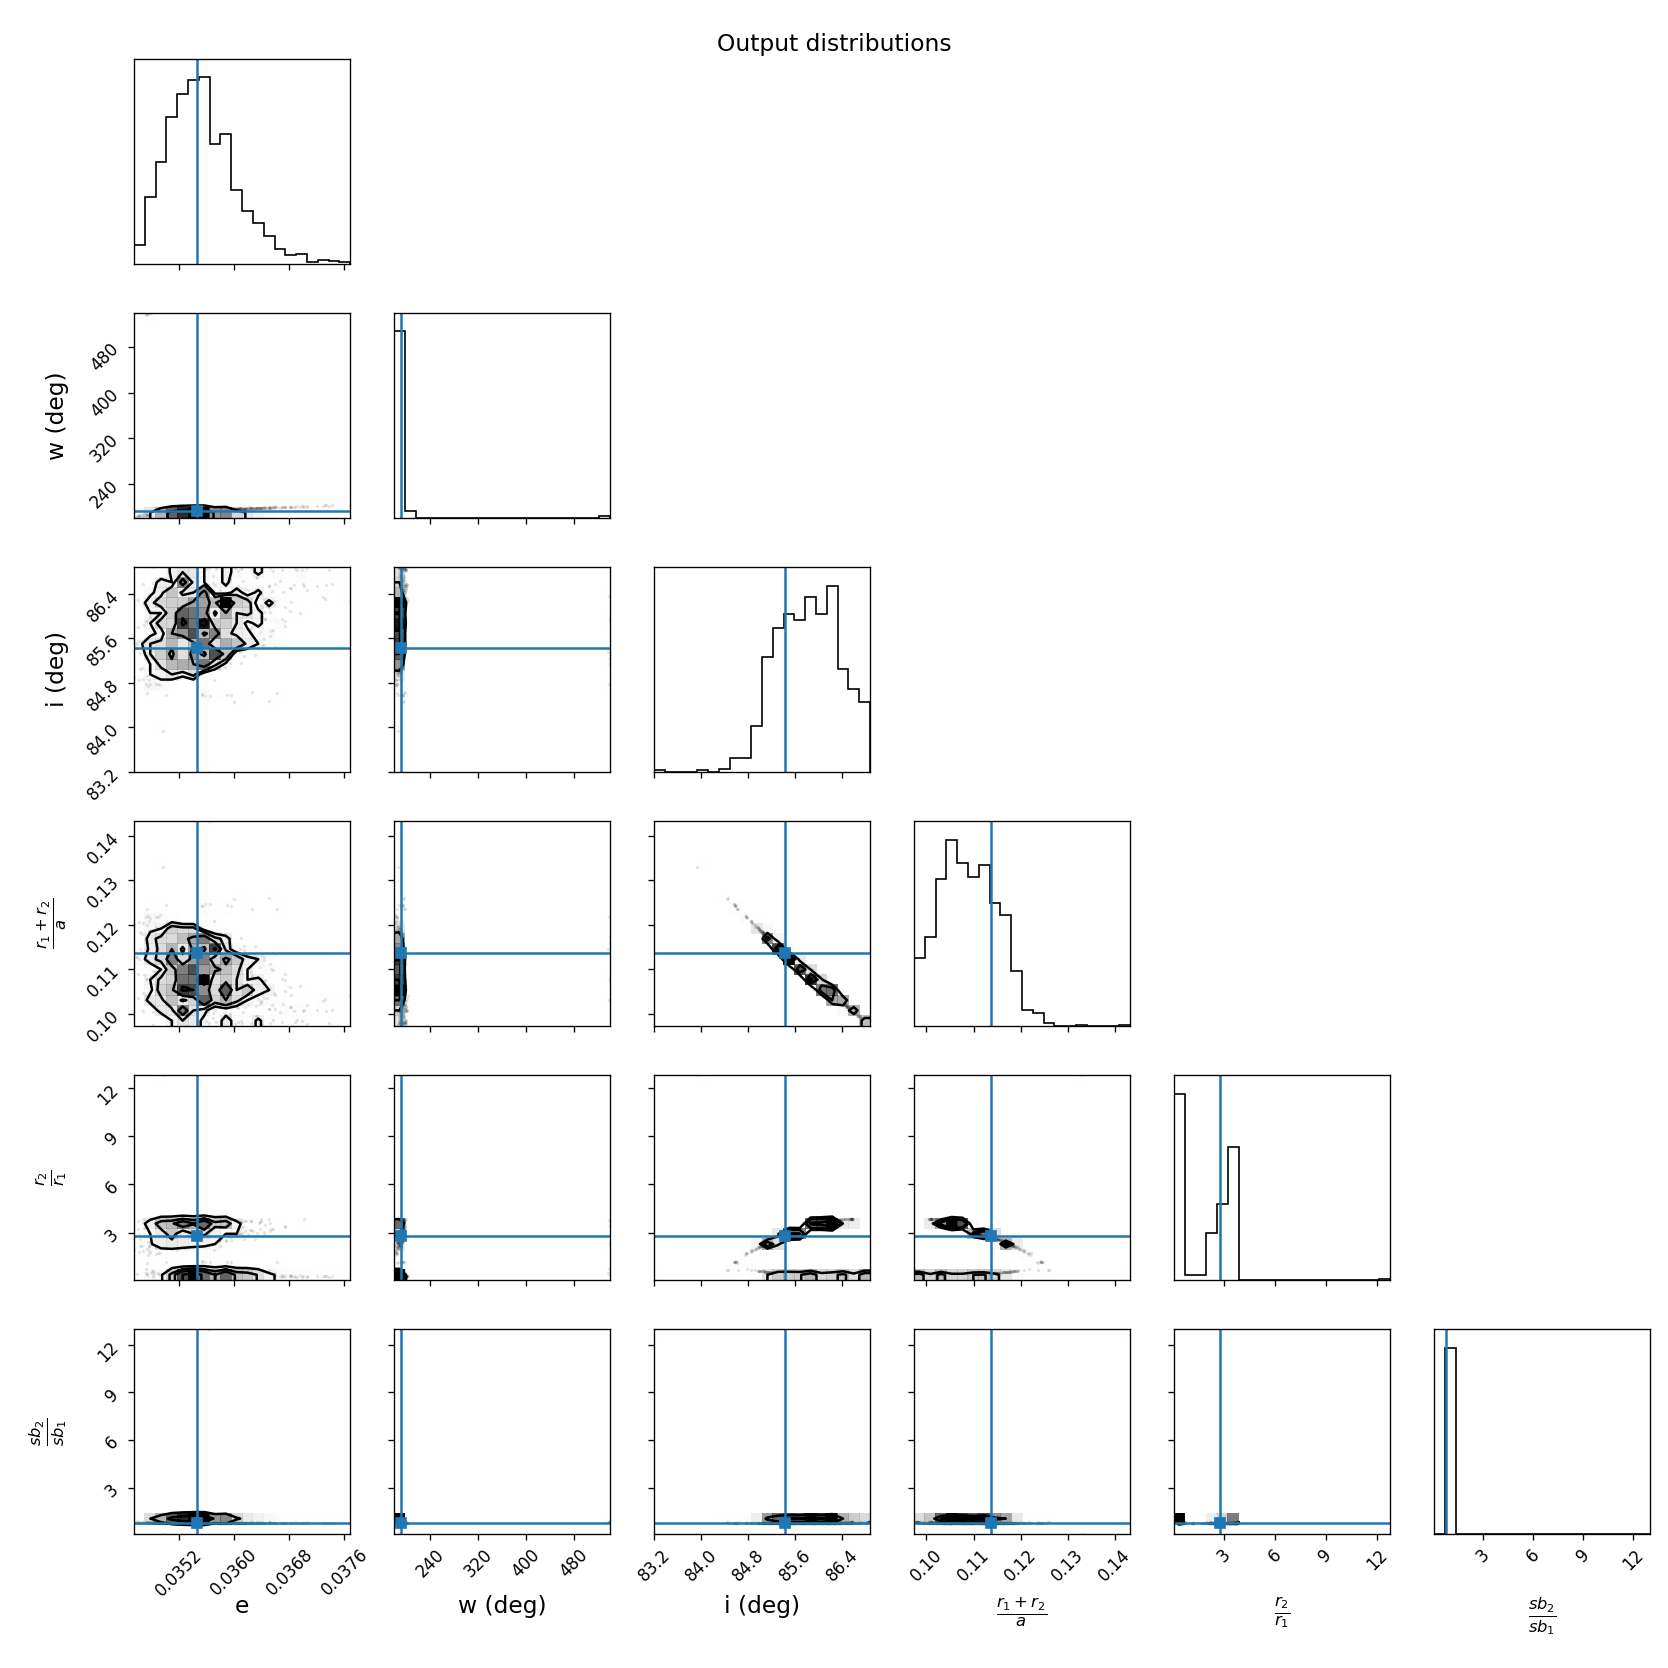 Output distributions
w (deg)
480
400
320
240
i (deg)
86.4
85.6
84.8
84.0
83.2
r₁ + r₂
a
0.14
0.13
0.12
0.11
0.10
r₂
r₁
12
9
6
3
sb₂
sb₁
12
9
6
3
0.0352 0.0360 0.0368 0.0376 240 320 400 480 83.2 84.0 84.8 85.6 86.4 0.10 0.11 0.12 0.13 0.14 3 6 9 12 3 6 9 12
e w (deg) i (deg) r₁ + r₂ r₂ sb₂
a r₁ sb₁